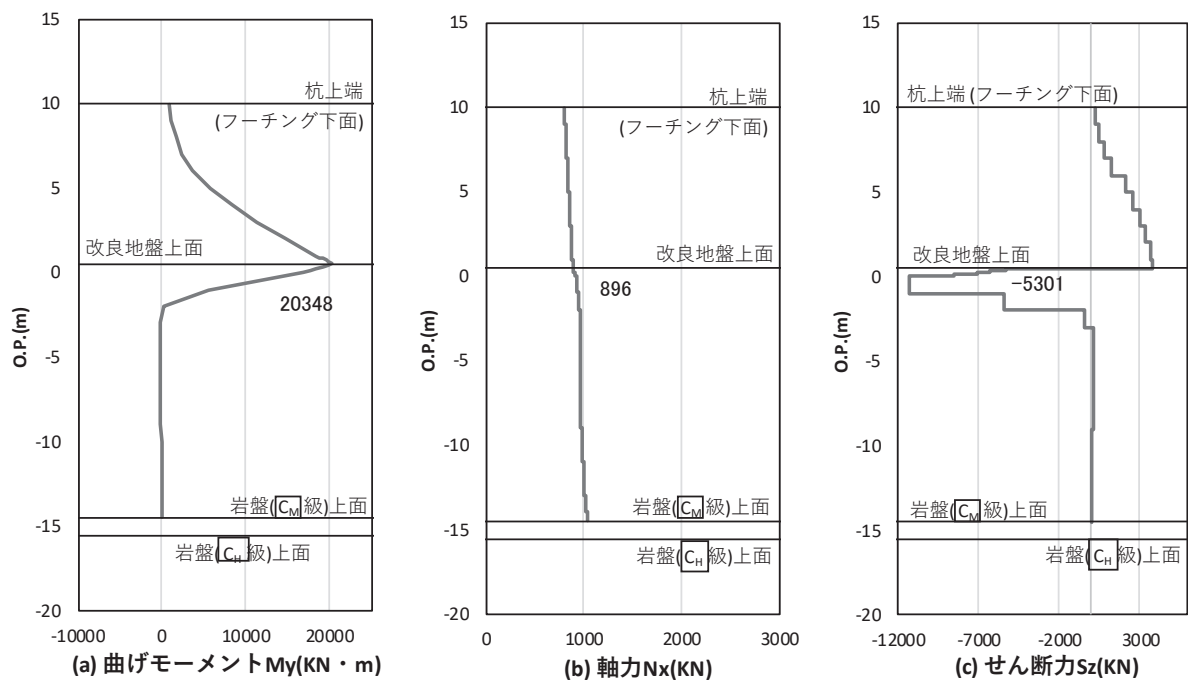 15
10
5
0
-5
-10
-15
-20
O.P.(m)
杭上端
(フーチング下面)
改良地盤上面
20348
岩盤(CM級)上面
岩盤(CH級)上面
-10000 0 10000 20000
(a) 曲げモーメントMy(KN・m)
15
10
5
0
-5
-10
-15
-20
O.P.(m)
杭上端
(フーチング下面)
改良地盤上面
896
岩盤(CM級)上面
岩盤(CH級)上面
0 1000 2000 3000
(b) 軸力Nx(KN)
15
10
5
0
-5
-10
-15
-20
O.P.(m)
杭上端 (フーチング下面)
改良地盤上面
-5301
岩盤(CM級)上面
岩盤(CH級)上面
-12000 -7000 -2000 3000
(c) せん断力Sz(KN)